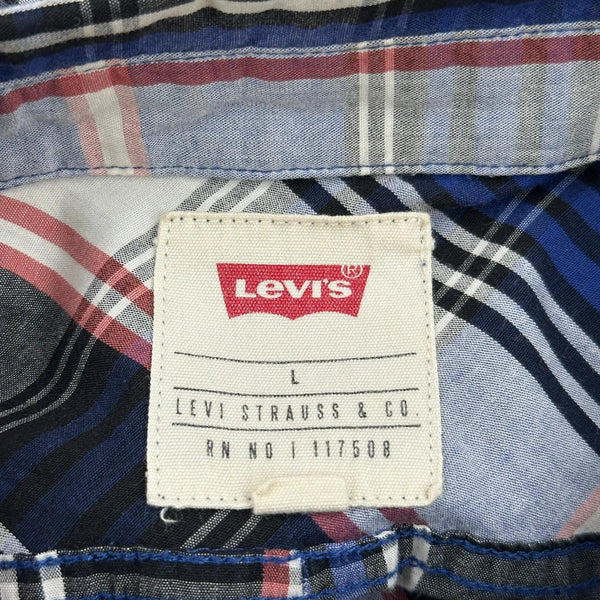 LEVI'S ®
L
LEVI STRAUSS & CO.
RN NO | 117508